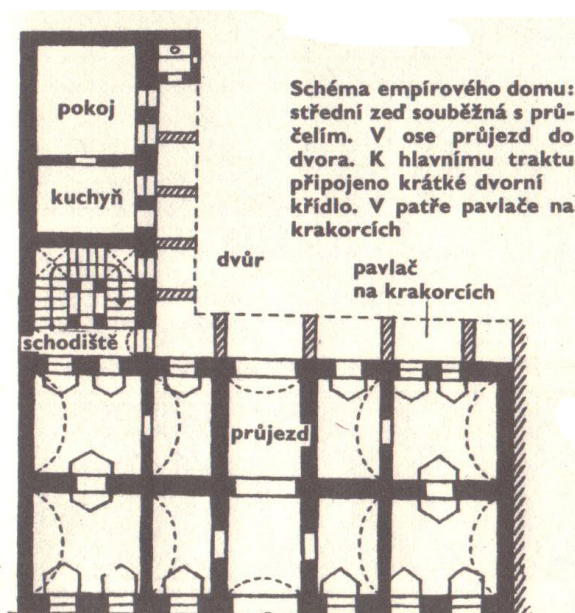 Schéma empírového domu:
střední zeď souběžná s prů-
čelím. V ose průjezd do
dvora. K hlavnímu traktu
připojeno krátké dvorní
křídlo. V patře pavlače na
krakorcích
pokoj
kuchyň
schodiště
dvůr
pavlač
na krakorcích
průjezd